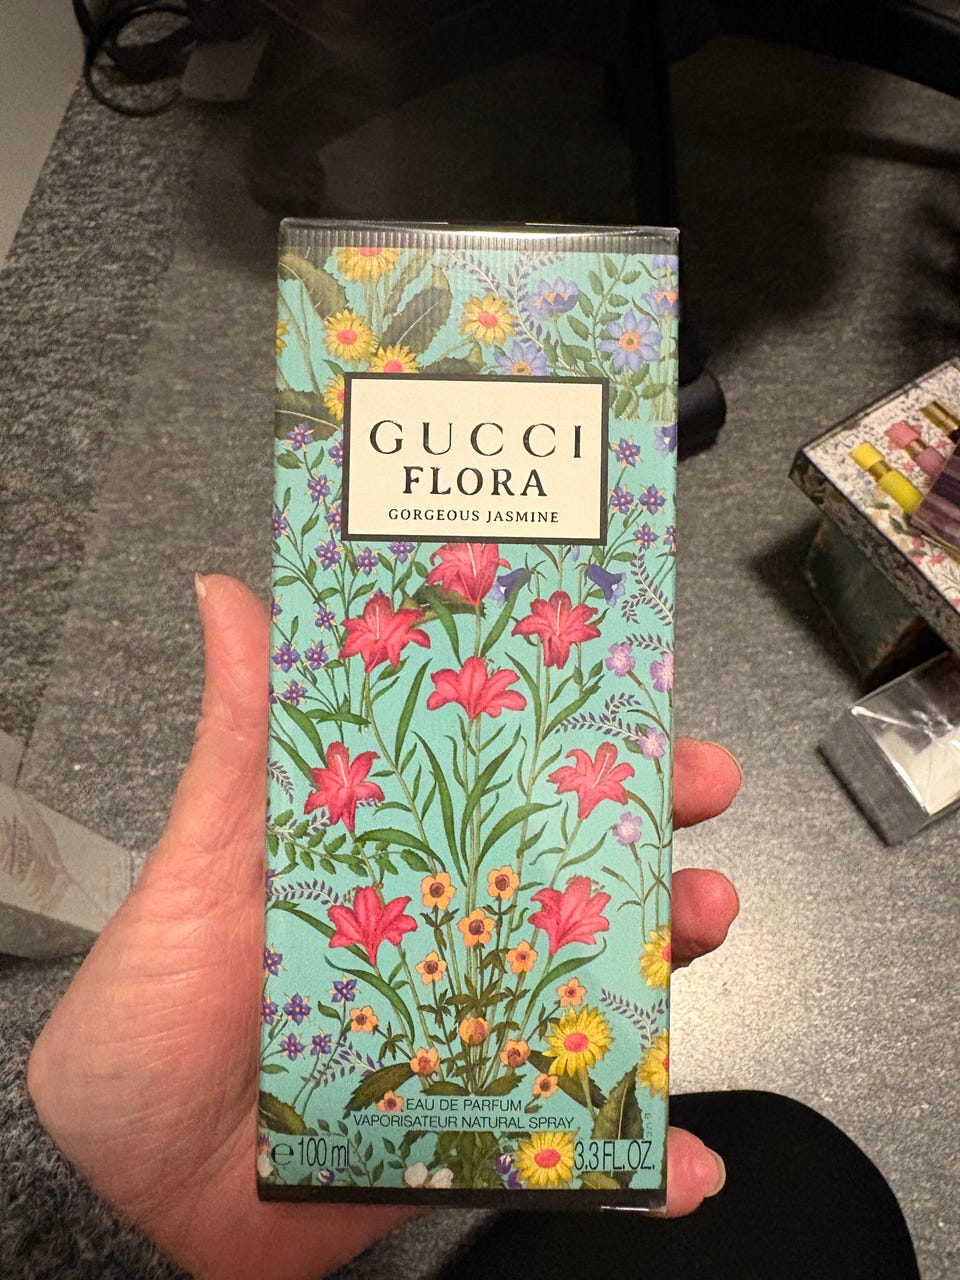 GUCCI
FLORA
GORGEOUS JASMINE
EAU DE PARFUM
VAPORISATEUR NATURAL SPRAY
℮ 100 ml 3.3 FL. OZ.